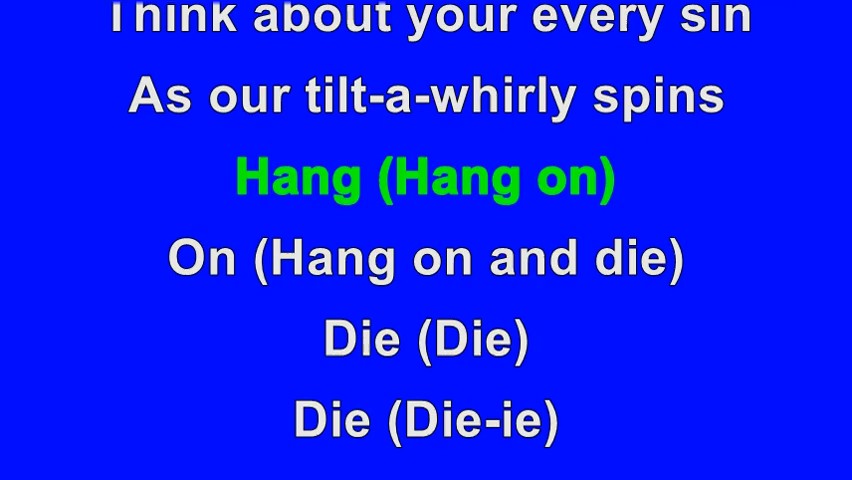 Think about your every sin
As our tilt-a-whirly spins
Hang (Hang on)
On (Hang on and die)
Die (Die)
Die (Die-ie)